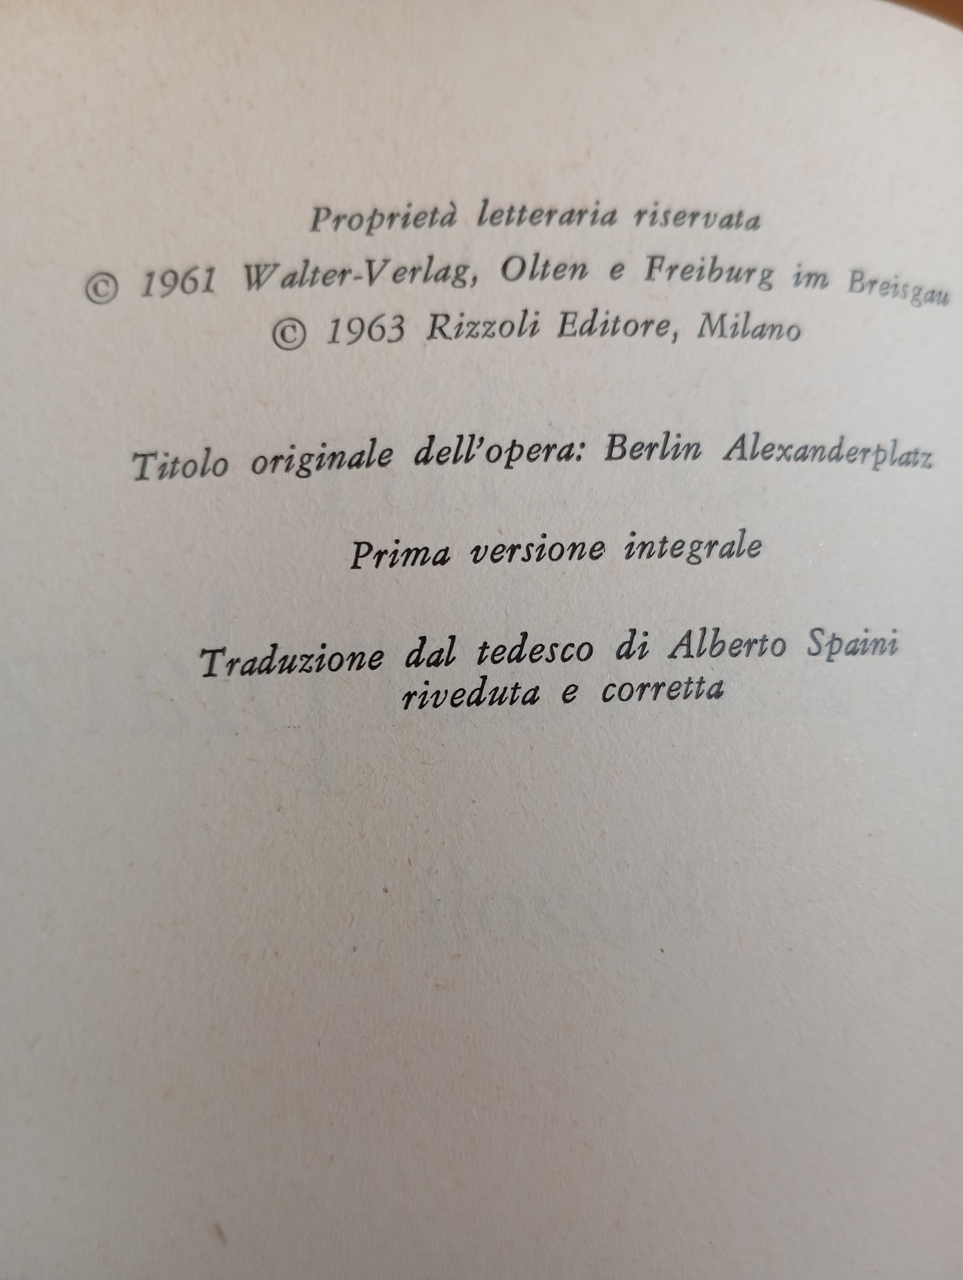 Proprietà letteraria riservata
© 1961 Walter-Verlag, Olten e Freiburg im Breisgau
© 1963 Rizzoli Editore, Milano
Titolo originale dell'opera: Berlin Alexanderplatz
Prima versione integrale
Traduzione dal tedesco di Alberto Spaini
riveduta e corretta